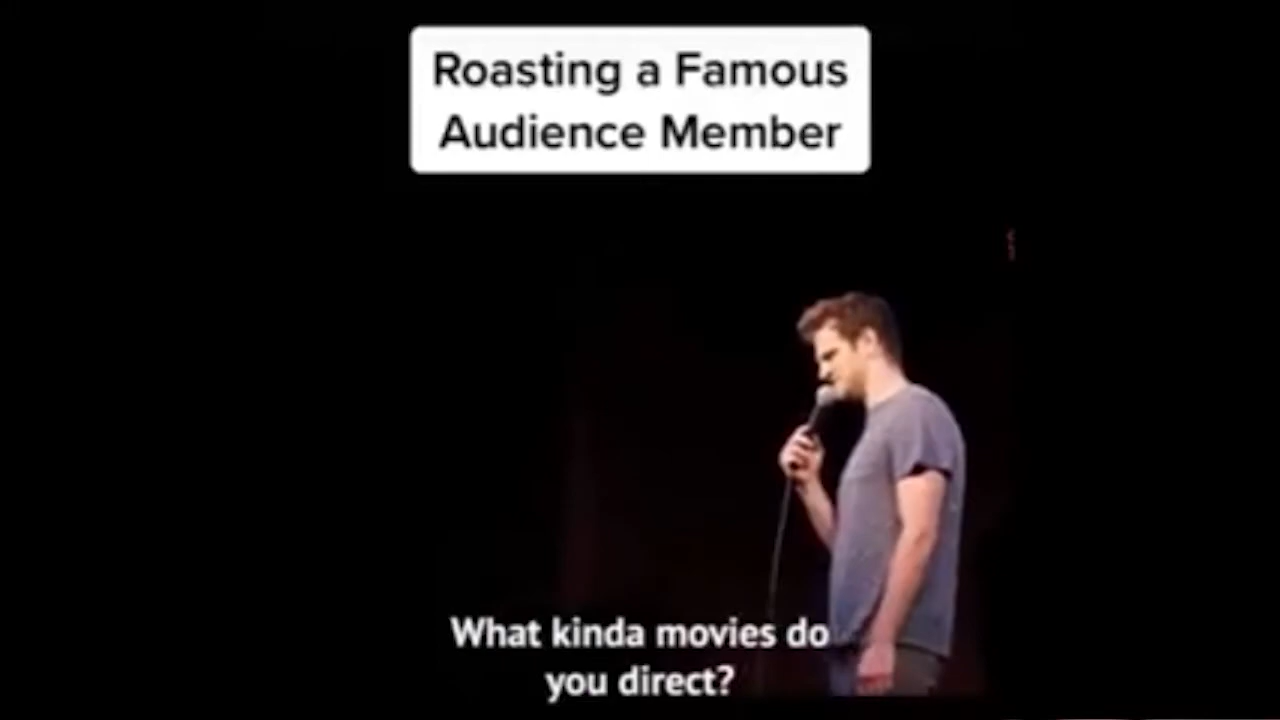 Roasting a Famous
Audience Member
What kinda movies do
you direct?